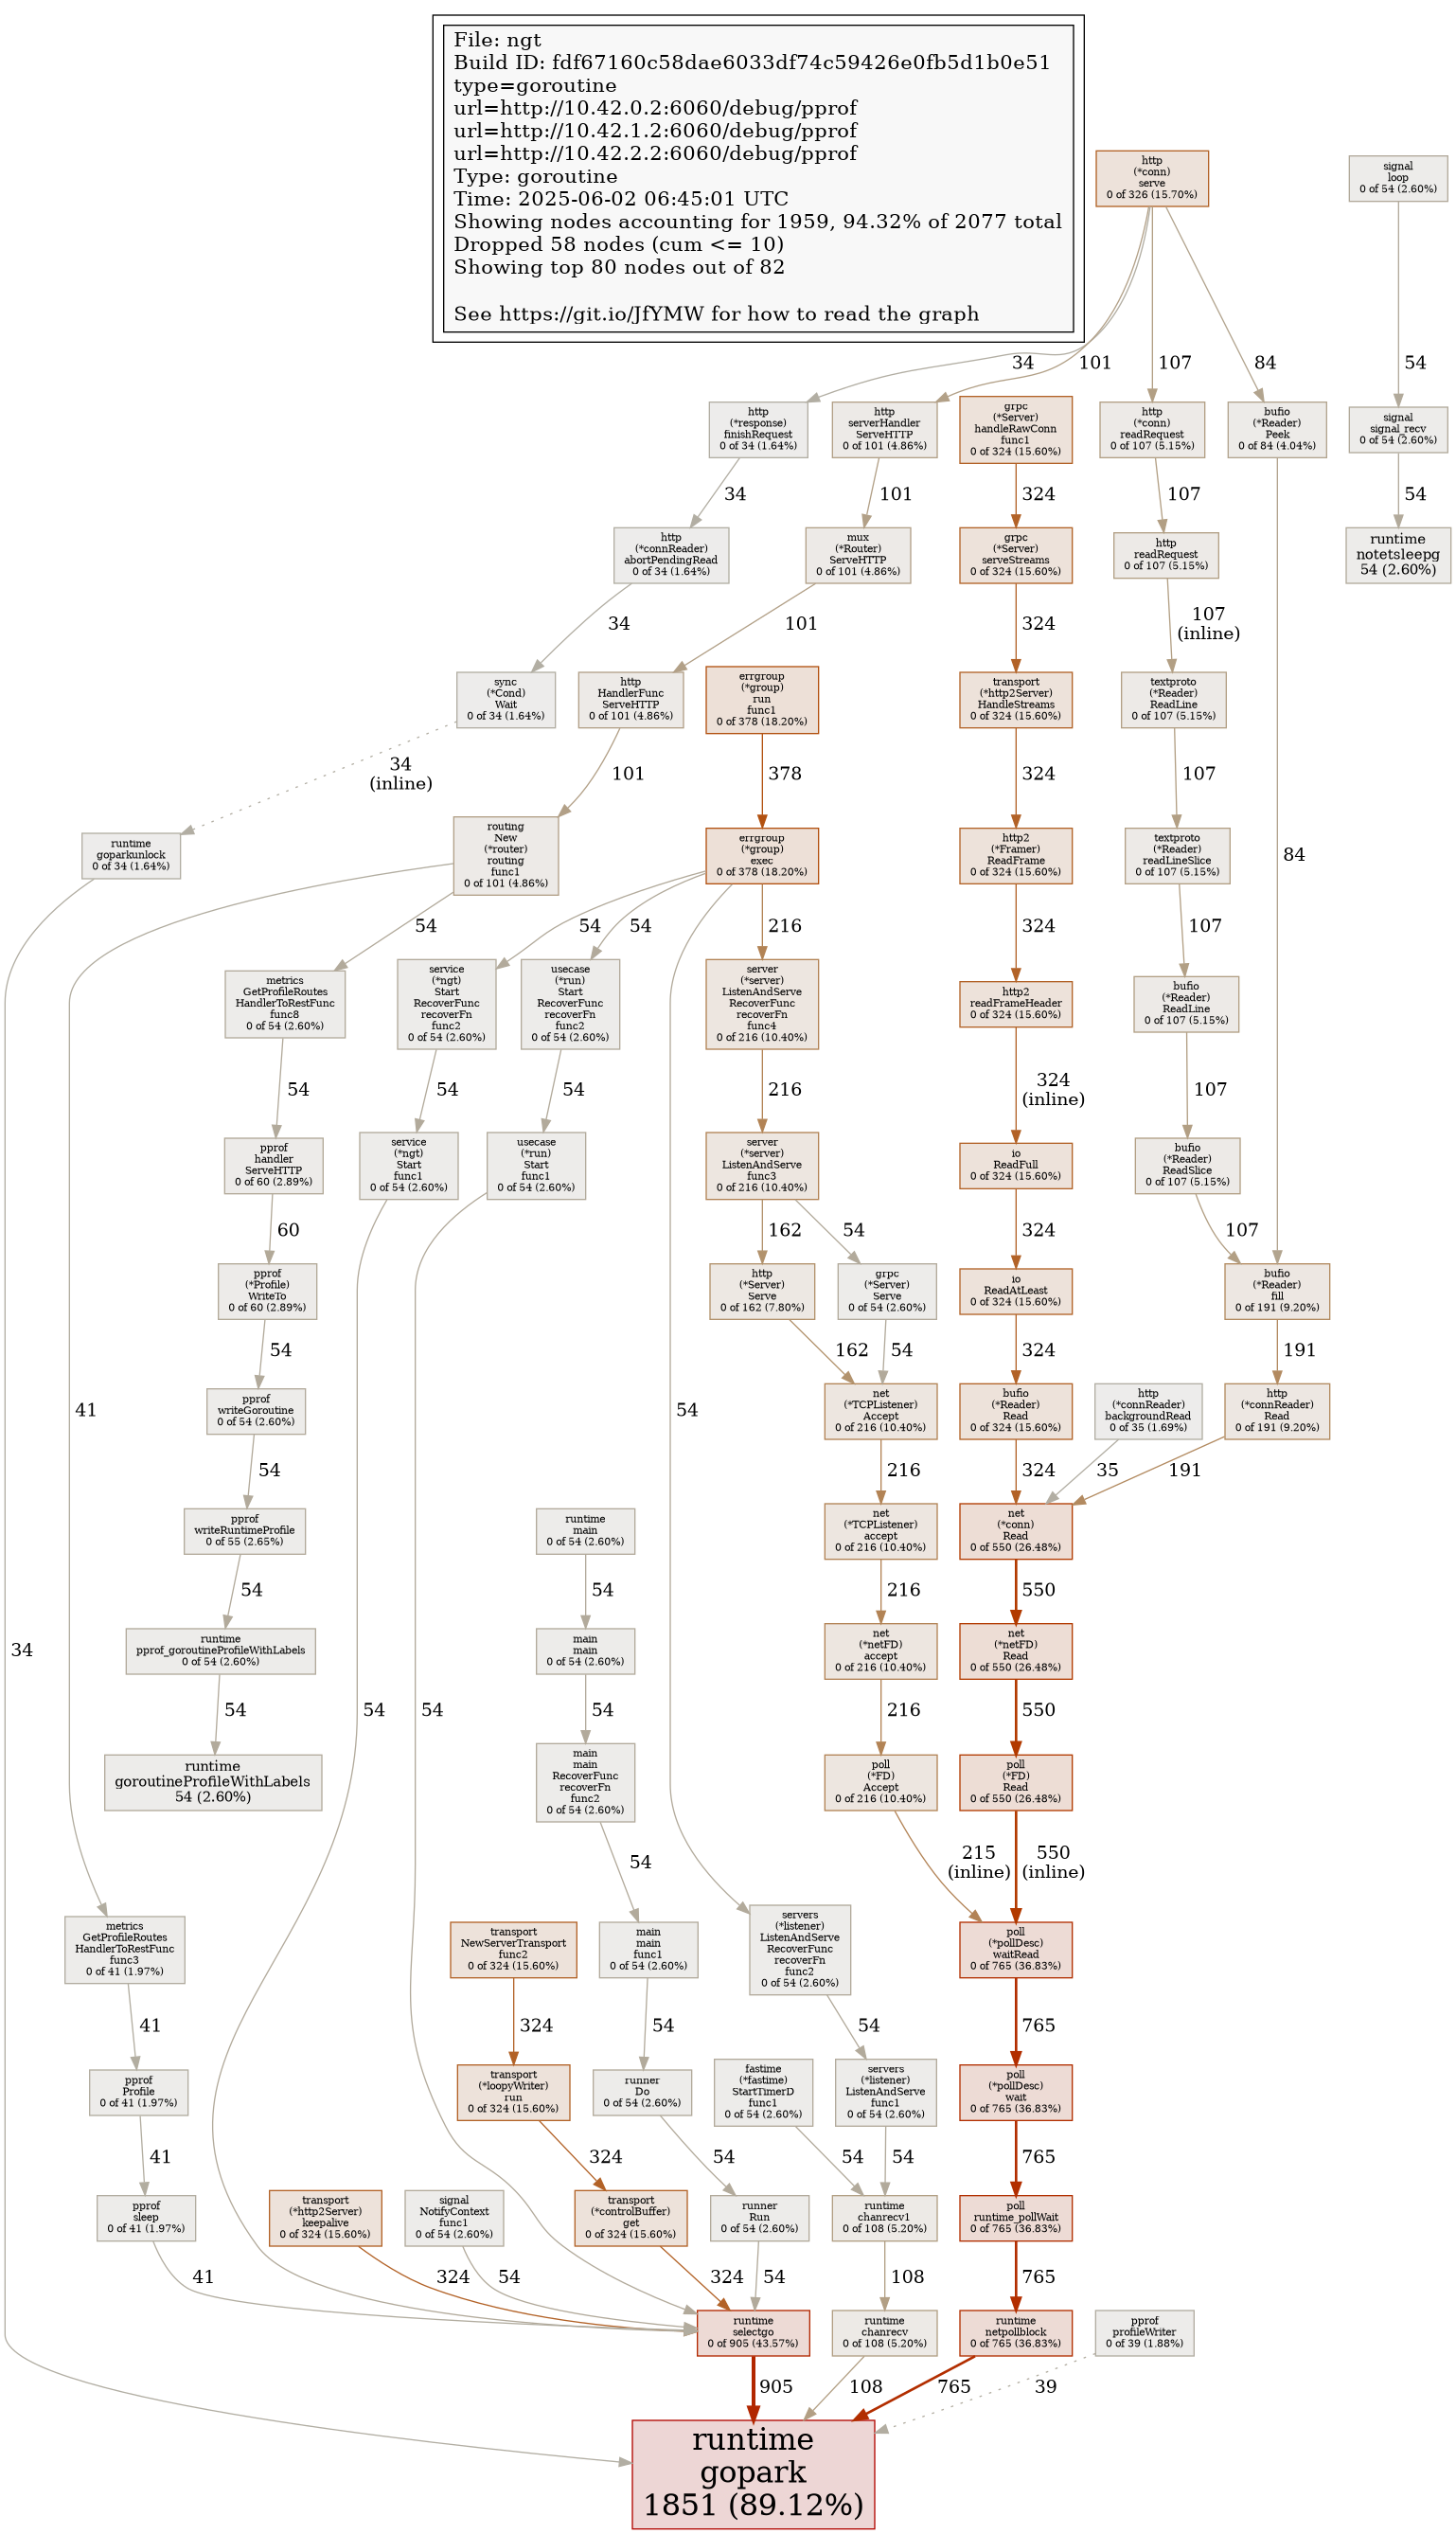 File: ngt
Build ID: fdf67160c58dae6033df74c59426e0fb5d1b0e51
type=goroutine
url=http://10.42.0.2:6060/debug/pprof
url=http://10.42.1.2:6060/debug/pprof
url=http://10.42.2.2:6060/debug/pprof
Type: goroutine
Time: 2025-06-02 06:45:01 UTC
Showing nodes accounting for 1959, 94.32% of 2077 total
Dropped 58 nodes (cum <= 10)
Showing top 80 nodes out of 82
See https://git.io/JfYMW for how to read the graph
http
(*conn)
serve
0 of 326 (15.70%)
signal
loop
0 of 54 (2.60%)
34
101
107
84
54
http
(*response)
finishRequest
0 of 34 (1.64%)
http
serverHandler
ServeHTTP
0 of 101 (4.86%)
grpc
(*Server)
handleRawConn
func1
0 of 324 (15.60%)
http
(*conn)
readRequest
0 of 107 (5.15%)
bufio
(*Reader)
Peek
0 of 84 (4.04%)
signal
signal_recv
0 of 54 (2.60%)
34
101
324
107
54
http
(*connReader)
abortPendingRead
0 of 34 (1.64%)
mux
(*Router)
ServeHTTP
0 of 101 (4.86%)
grpc
(*Server)
serveStreams
0 of 324 (15.60%)
http
readRequest
0 of 107 (5.15%)
runtime
notetsleepg
54 (2.60%)
34
101
324
107
(inline)
sync
(*Cond)
Wait
0 of 34 (1.64%)
http
HandlerFunc
ServeHTTP
0 of 101 (4.86%)
errgroup
(*group)
run
func1
0 of 378 (18.20%)
transport
(*http2Server)
HandleStreams
0 of 324 (15.60%)
textproto
(*Reader)
ReadLine
0 of 107 (5.15%)
34
(inline)
101
378
324
107
runtime
goparkunlock
0 of 34 (1.64%)
routing
New
(*router)
routing
func1
0 of 101 (4.86%)
errgroup
(*group)
exec
0 of 378 (18.20%)
http2
(*Framer)
ReadFrame
0 of 324 (15.60%)
textproto
(*Reader)
readLineSlice
0 of 107 (5.15%)
84
54
54
54
216
324
107
metrics
GetProfileRoutes
HandlerToRestFunc
func8
0 of 54 (2.60%)
service
(*ngt)
Start
RecoverFunc
recoverFn
func2
0 of 54 (2.60%)
usecase
(*run)
Start
RecoverFunc
recoverFn
func2
0 of 54 (2.60%)
server
(*server)
ListenAndServe
RecoverFunc
recoverFn
func4
0 of 216 (10.40%)
http2
readFrameHeader
0 of 324 (15.60%)
bufio
(*Reader)
ReadLine
0 of 107 (5.15%)
54
54
54
216
324
(inline)
107
pprof
handler
ServeHTTP
0 of 60 (2.89%)
service
(*ngt)
Start
func1
0 of 54 (2.60%)
usecase
(*run)
Start
func1
0 of 54 (2.60%)
server
(*server)
ListenAndServe
func3
0 of 216 (10.40%)
io
ReadFull
0 of 324 (15.60%)
bufio
(*Reader)
ReadSlice
0 of 107 (5.15%)
60
162
54
324
107
pprof
(*Profile)
WriteTo
0 of 60 (2.89%)
http
(*Server)
Serve
0 of 162 (7.80%)
grpc
(*Server)
Serve
0 of 54 (2.60%)
io
ReadAtLeast
0 of 324 (15.60%)
bufio
(*Reader)
fill
0 of 191 (9.20%)
54
162
54
324
191
41
54
pprof
writeGoroutine
0 of 54 (2.60%)
net
(*TCPListener)
Accept
0 of 216 (10.40%)
bufio
(*Reader)
Read
0 of 324 (15.60%)
http
(*connReader)
backgroundRead
0 of 35 (1.69%)
http
(*connReader)
Read
0 of 191 (9.20%)
54
216
324
35
191
pprof
writeRuntimeProfile
0 of 55 (2.65%)
runtime
main
0 of 54 (2.60%)
net
(*TCPListener)
accept
0 of 216 (10.40%)
net
(*conn)
Read
0 of 550 (26.48%)
54
54
216
550
34
runtime
pprof_goroutineProfileWithLabels
0 of 54 (2.60%)
main
main
0 of 54 (2.60%)
net
(*netFD)
accept
0 of 216 (10.40%)
net
(*netFD)
Read
0 of 550 (26.48%)
54
54
54
54
216
550
runtime
goroutineProfileWithLabels
54 (2.60%)
main
main
RecoverFunc
recoverFn
func2
0 of 54 (2.60%)
poll
(*FD)
Accept
0 of 216 (10.40%)
poll
(*FD)
Read
0 of 550 (26.48%)
54
215
(inline)
550
(inline)
metrics
GetProfileRoutes
HandlerToRestFunc
func3
0 of 41 (1.97%)
transport
NewServerTransport
func2
0 of 324 (15.60%)
main
main
func1
0 of 54 (2.60%)
servers
(*listener)
ListenAndServe
RecoverFunc
recoverFn
func2
0 of 54 (2.60%)
poll
(*pollDesc)
waitRead
0 of 765 (36.83%)
41
324
54
54
765
pprof
Profile
0 of 41 (1.97%)
transport
(*loopyWriter)
run
0 of 324 (15.60%)
runner
Do
0 of 54 (2.60%)
fastime
(*fastime)
StartTimerD
func1
0 of 54 (2.60%)
servers
(*listener)
ListenAndServe
func1
0 of 54 (2.60%)
poll
(*pollDesc)
wait
0 of 765 (36.83%)
41
324
54
54
54
765
pprof
sleep
0 of 41 (1.97%)
transport
(*http2Server)
keepalive
0 of 324 (15.60%)
signal
NotifyContext
func1
0 of 54 (2.60%)
transport
(*controlBuffer)
get
0 of 324 (15.60%)
runner
Run
0 of 54 (2.60%)
runtime
chanrecv1
0 of 108 (5.20%)
poll
runtime_pollWait
0 of 765 (36.83%)
41
324
54
324
54
108
765
runtime
selectgo
0 of 905 (43.57%)
runtime
chanrecv
0 of 108 (5.20%)
runtime
netpollblock
0 of 765 (36.83%)
pprof
profileWriter
0 of 39 (1.88%)
905
108
765
39
runtime
gopark
1851 (89.12%)